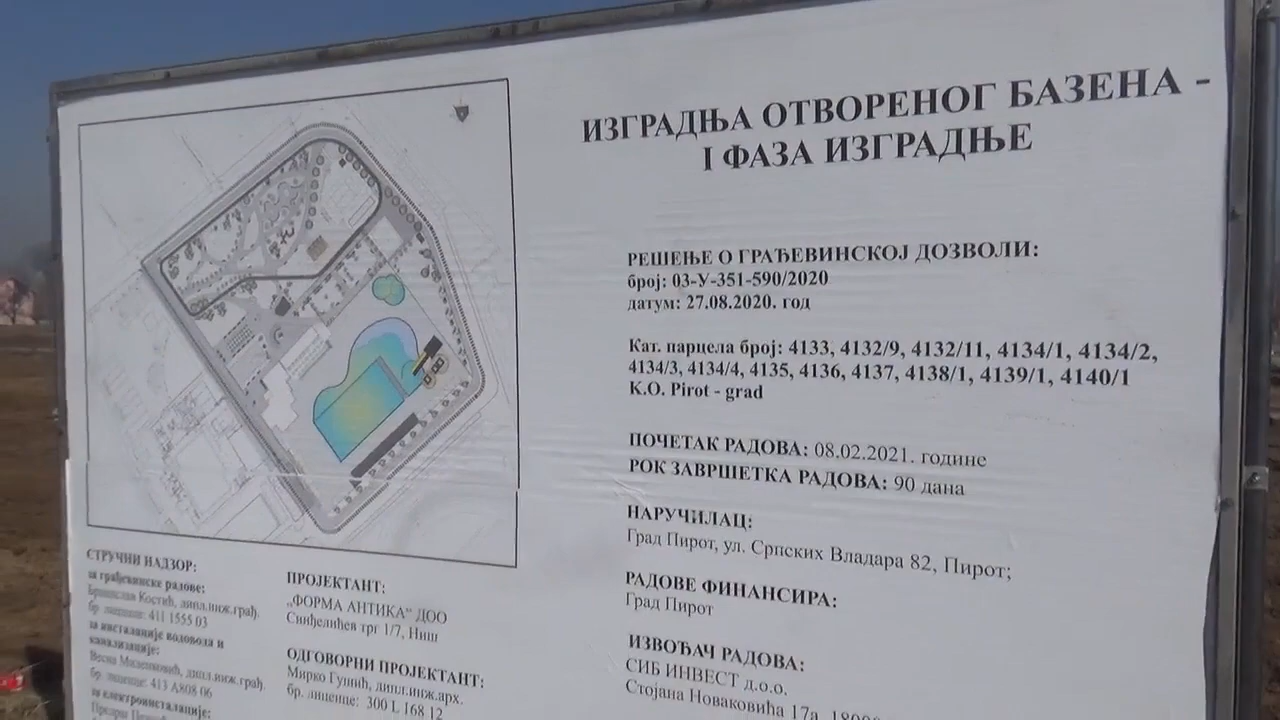 ИЗГРАДЊА ОТВОРЕНОГ БАЗЕНА -
I ФАЗА ИЗГРАДЊЕ
РЕШЕЊЕ О ГРАЂЕВИНСКОЈ ДОЗВОЛИ:
број: 03-У-351-590/2020
датум: 27.08.2020. год
Кат. парцела број: 4133, 4132/9, 4132/11, 4134/1, 4134/2,
4134/3, 4134/4, 4135, 4136, 4137, 4138/1, 4139/1, 4140/1
K.O. Pirot - grad
ПОЧЕТАК РАДОВА: 08.02.2021. године
РОК ЗАВРШЕТКА РАДОВА: 90 дана
НАРУЧИЛАЦ:
Град Пирот, ул. Српских Владара 82, Пирот;
РАДОВЕ ФИНАНСИРА:
Град Пирот
ИЗВОЂАЧ РАДОВА:
СИБ ИНВЕСТ д.о.о.
Стојана Новаковића 17а,
СТРУЧНИ НАДЗОР:
за грађевинске радове:
Костић, дипл.инж.грађ.
бр. лиценце: 411 1555 03
за инсталације водовода и
канализације:
Весна Миленковић, дипл.инж.грађ.
бр. лиценце: 413 А808 06
за електроинсталације:
ПРОЈЕКТАНТ:
„ФОРМА АНТИКА" ДОО
Синђелићев трг 1/7, Ниш
ОДГОВОРНИ ПРОЈЕКТАНТ:
Мирко Гунић, дипл.инж.арх.
бр. лиценце: 300 L 168 12